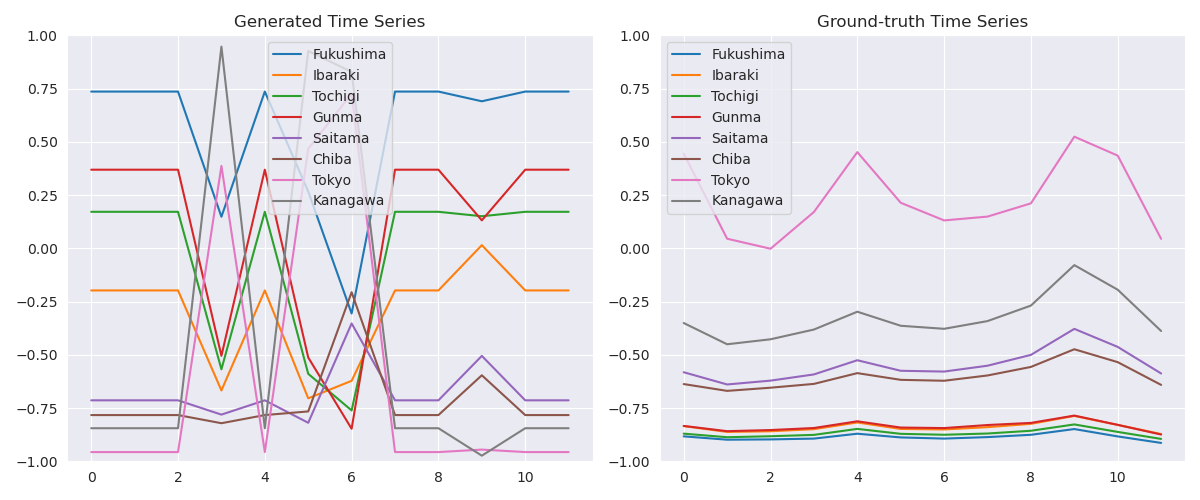 Generated Time Series
1.00
0.75
0.50
0.25
0.00
−0.25
−0.50
−0.75
−1.00
0 2 4 6 8 10
Fukushima
Ibaraki
Tochigi
Gunma
Saitama
Chiba
Tokyo
Kanagawa
Ground-truth Time Series
1.00
0.75
0.50
0.25
0.00
−0.25
−0.50
−0.75
−1.00
0 2 4 6 8 10
Fukushima
Ibaraki
Tochigi
Gunma
Saitama
Chiba
Tokyo
Kanagawa